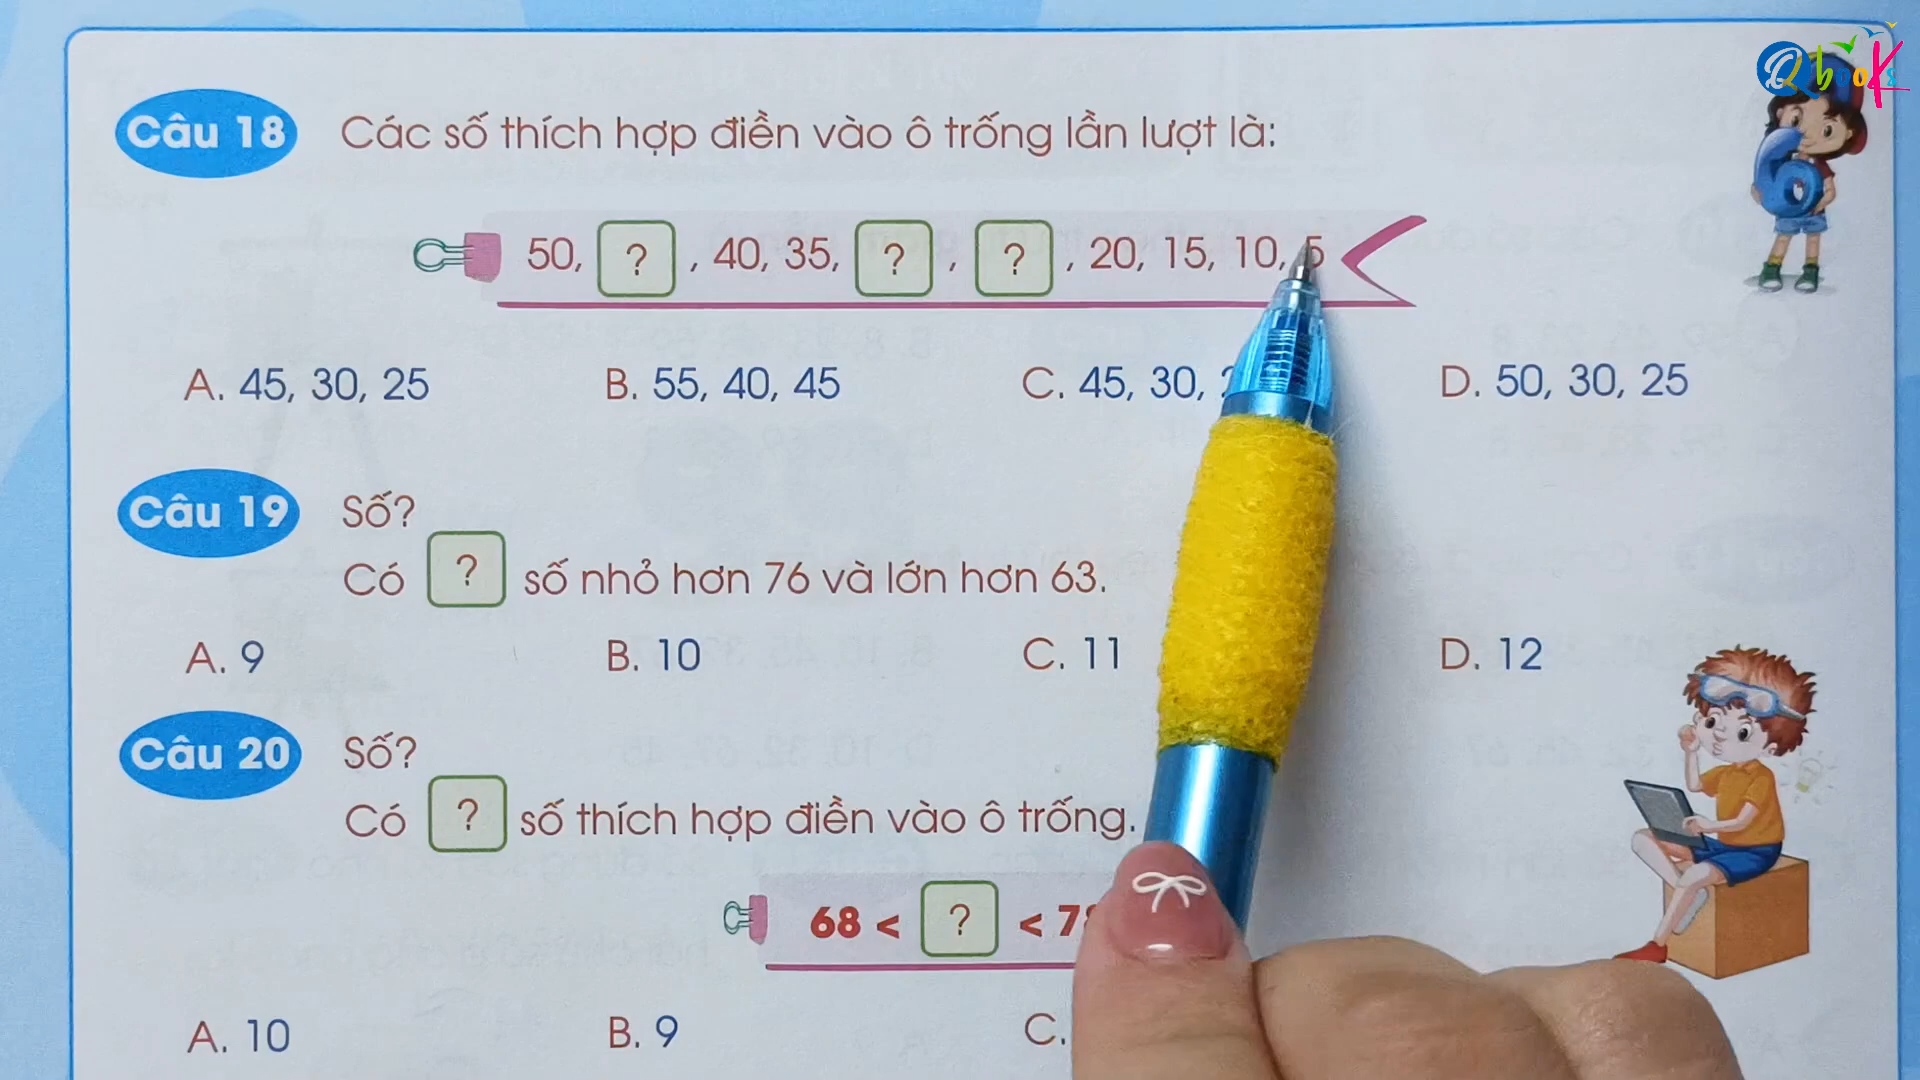 Qbooks
Câu 18 Các số thích hợp điền vào ô trống lần lượt là:
50, ? , 40, 35, ? , ? , 20, 15, 10, 5
A. 45, 30, 25 B. 55, 40, 45 C. 45, 30, D. 50, 30, 25
Câu 19 Số?
Có ? số nhỏ hơn 76 và lớn hơn 63.
A. 9 B. 10 C. 11 D. 12
Câu 20 Số?
Có ? số thích hợp điền vào ô trống.
68 < ? < 7
A. 10 B. 9 C.